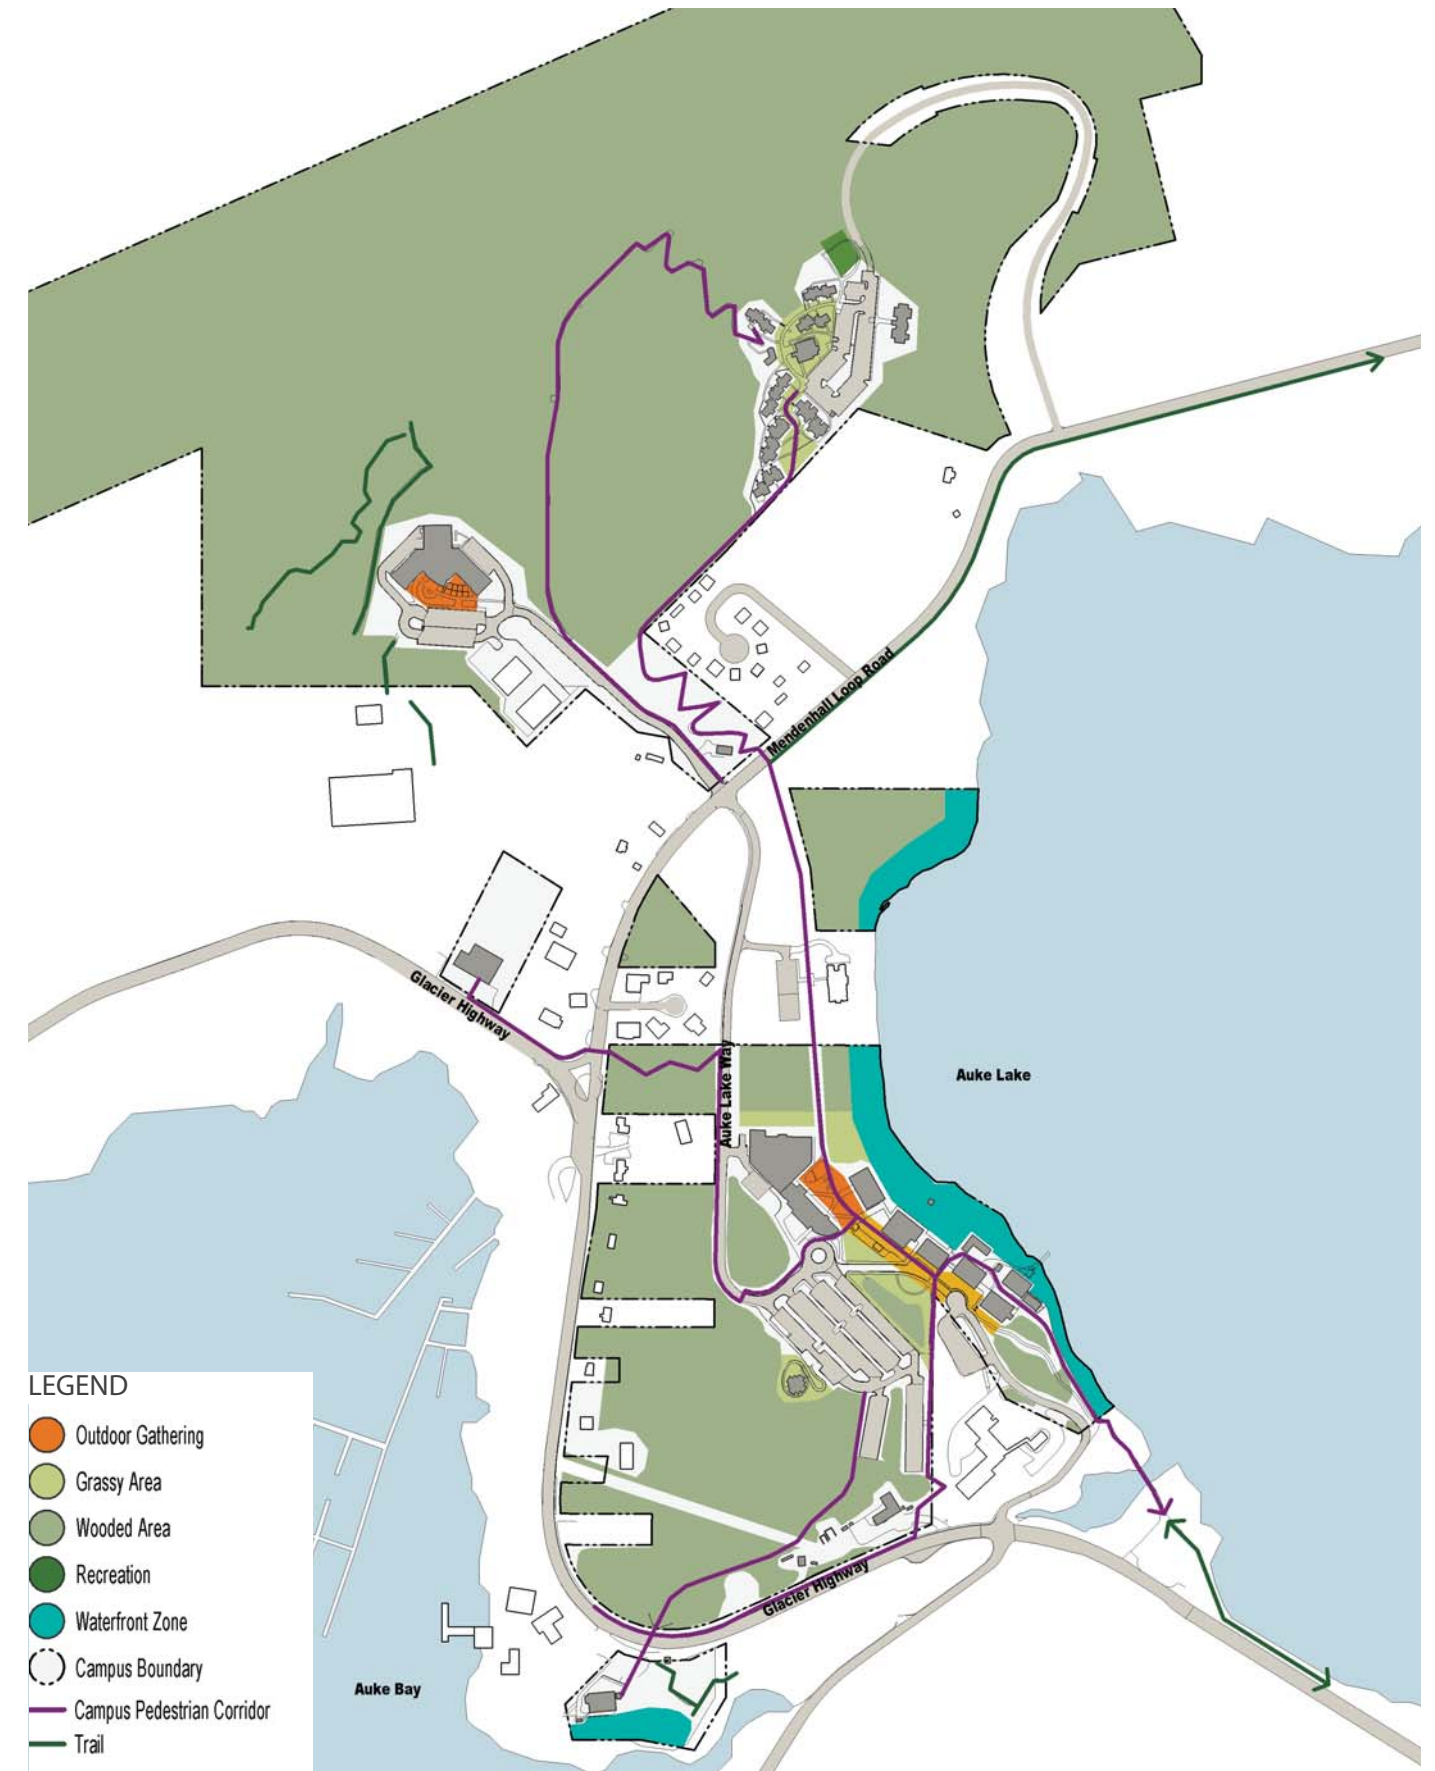 Mendenhall Loop Road
Glacier Highway
Auke Lake Way
Auke Lake
LEGEND
Outdoor Gathering
Grassy Area
Wooded Area
Recreation
Waterfront Zone
Campus Boundary
Campus Pedestrian Corridor
Trail
Glacier Highway
Auke Bay